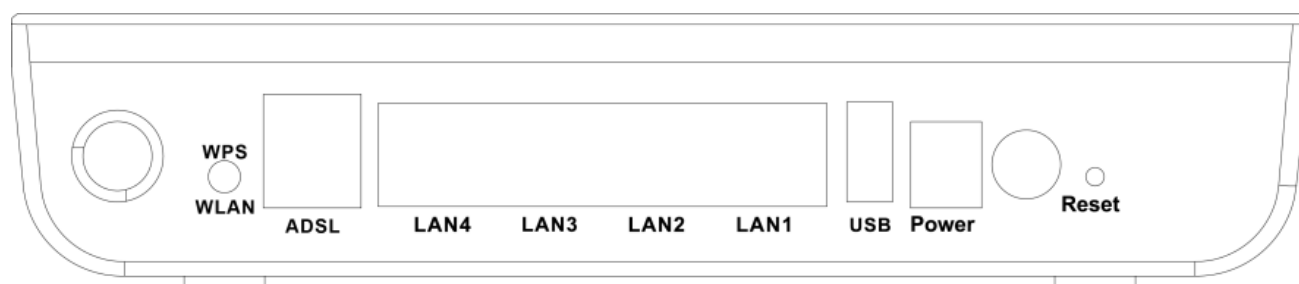 WPS
WLAN
ADSL
LAN4
LAN3
LAN2
LAN1
USB
Power
Reset